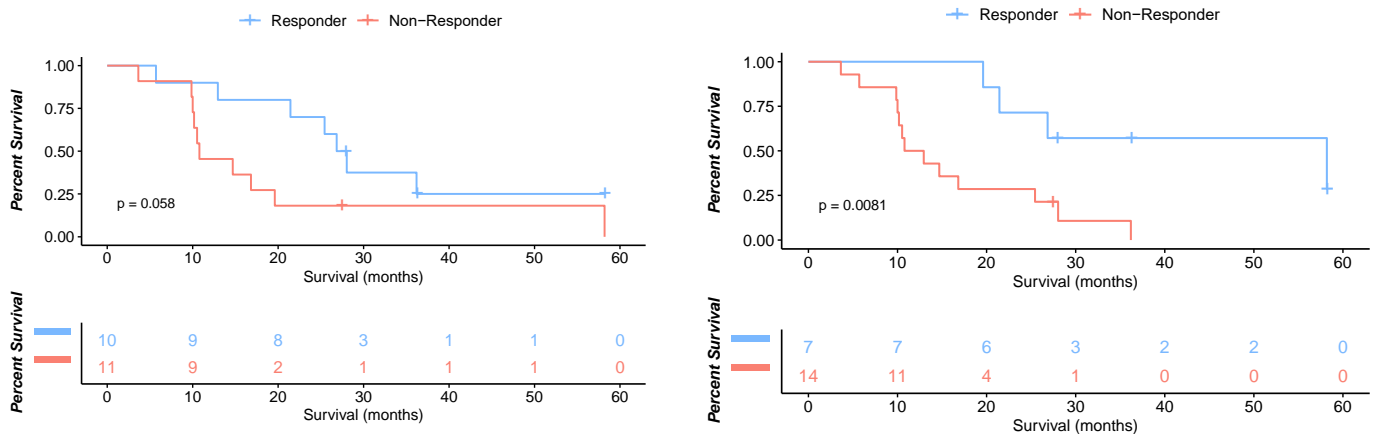 Responder Non−Responder
Percent Survival
1.00
0.75
0.50
0.25
0.00
p = 0.058
0 10 20 30 40 50 60
Survival (months)
Percent Survival
10 9 8 3 1 1 0
11 9 2 1 1 1 0
0 10 20 30 40 50 60
Survival (months)
Responder Non−Responder
Percent Survival
1.00
0.75
0.50
0.25
0.00
p = 0.0081
0 10 20 30 40 50 60
Survival (months)
Percent Survival
7 7 6 3 2 2 0
14 11 4 1 0 0 0
0 10 20 30 40 50 60
Survival (months)